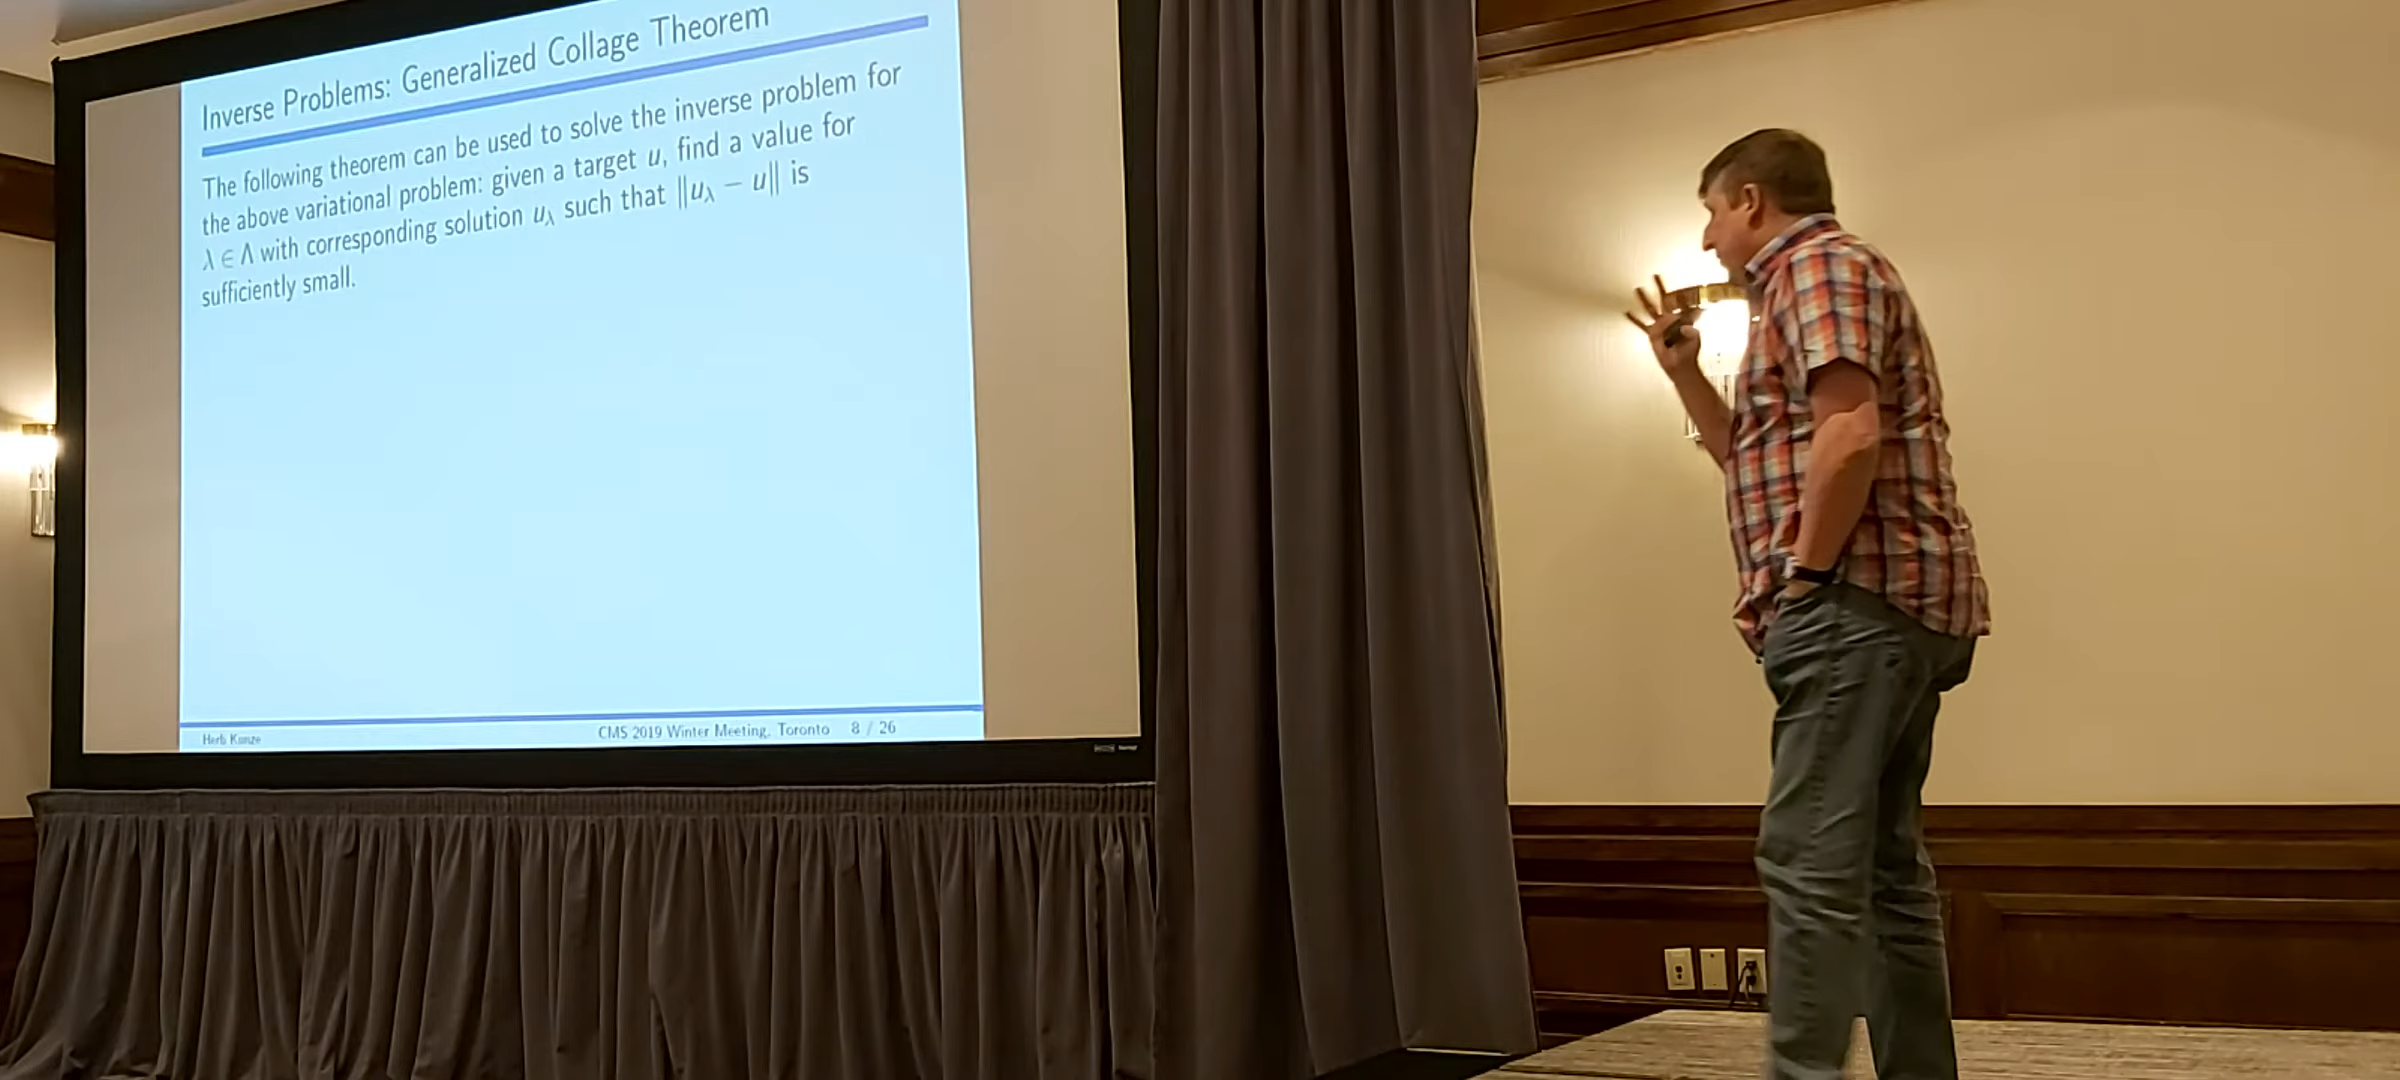 Inverse Problems: Generalized Collage Theorem
The following theorem can be used to solve the inverse problem for
the above variational problem: given a target u, find a value for
λ ∈ Λ with corresponding solution u_λ such that ‖u_λ − u‖ is
sufficiently small.
Herb Kunze
CMS 2019 Winter Meeting, Toronto 8 / 26